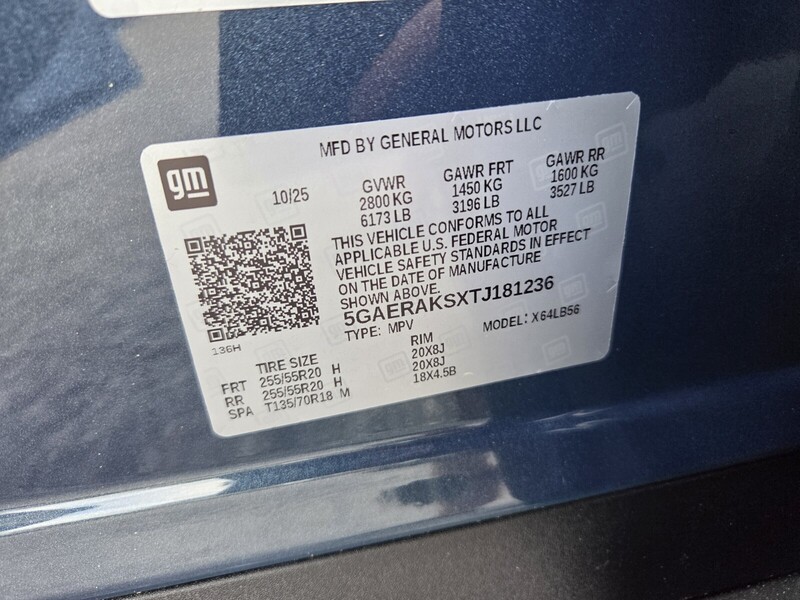 MFD BY GENERAL MOTORS LLC
gm
10/25
GVWR
2800 KG
6173 LB
GAWR FRT
1450 KG
3196 LB
GAWR RR
1600 KG
3527 LB
THIS VEHICLE CONFORMS TO ALL
APPLICABLE U.S. FEDERAL MOTOR
VEHICLE SAFETY STANDARDS IN EFFECT
ON THE DATE OF MANUFACTURE
SHOWN ABOVE.
5GAERAKSXTJ181236
TYPE: MPV
MODEL: X64LB56
136H
TIRE SIZE RIM
FRT 255/55R20 H 20X8J
RR 255/55R20 H 20X8J
SPA T135/70R18 M 18X4.5B